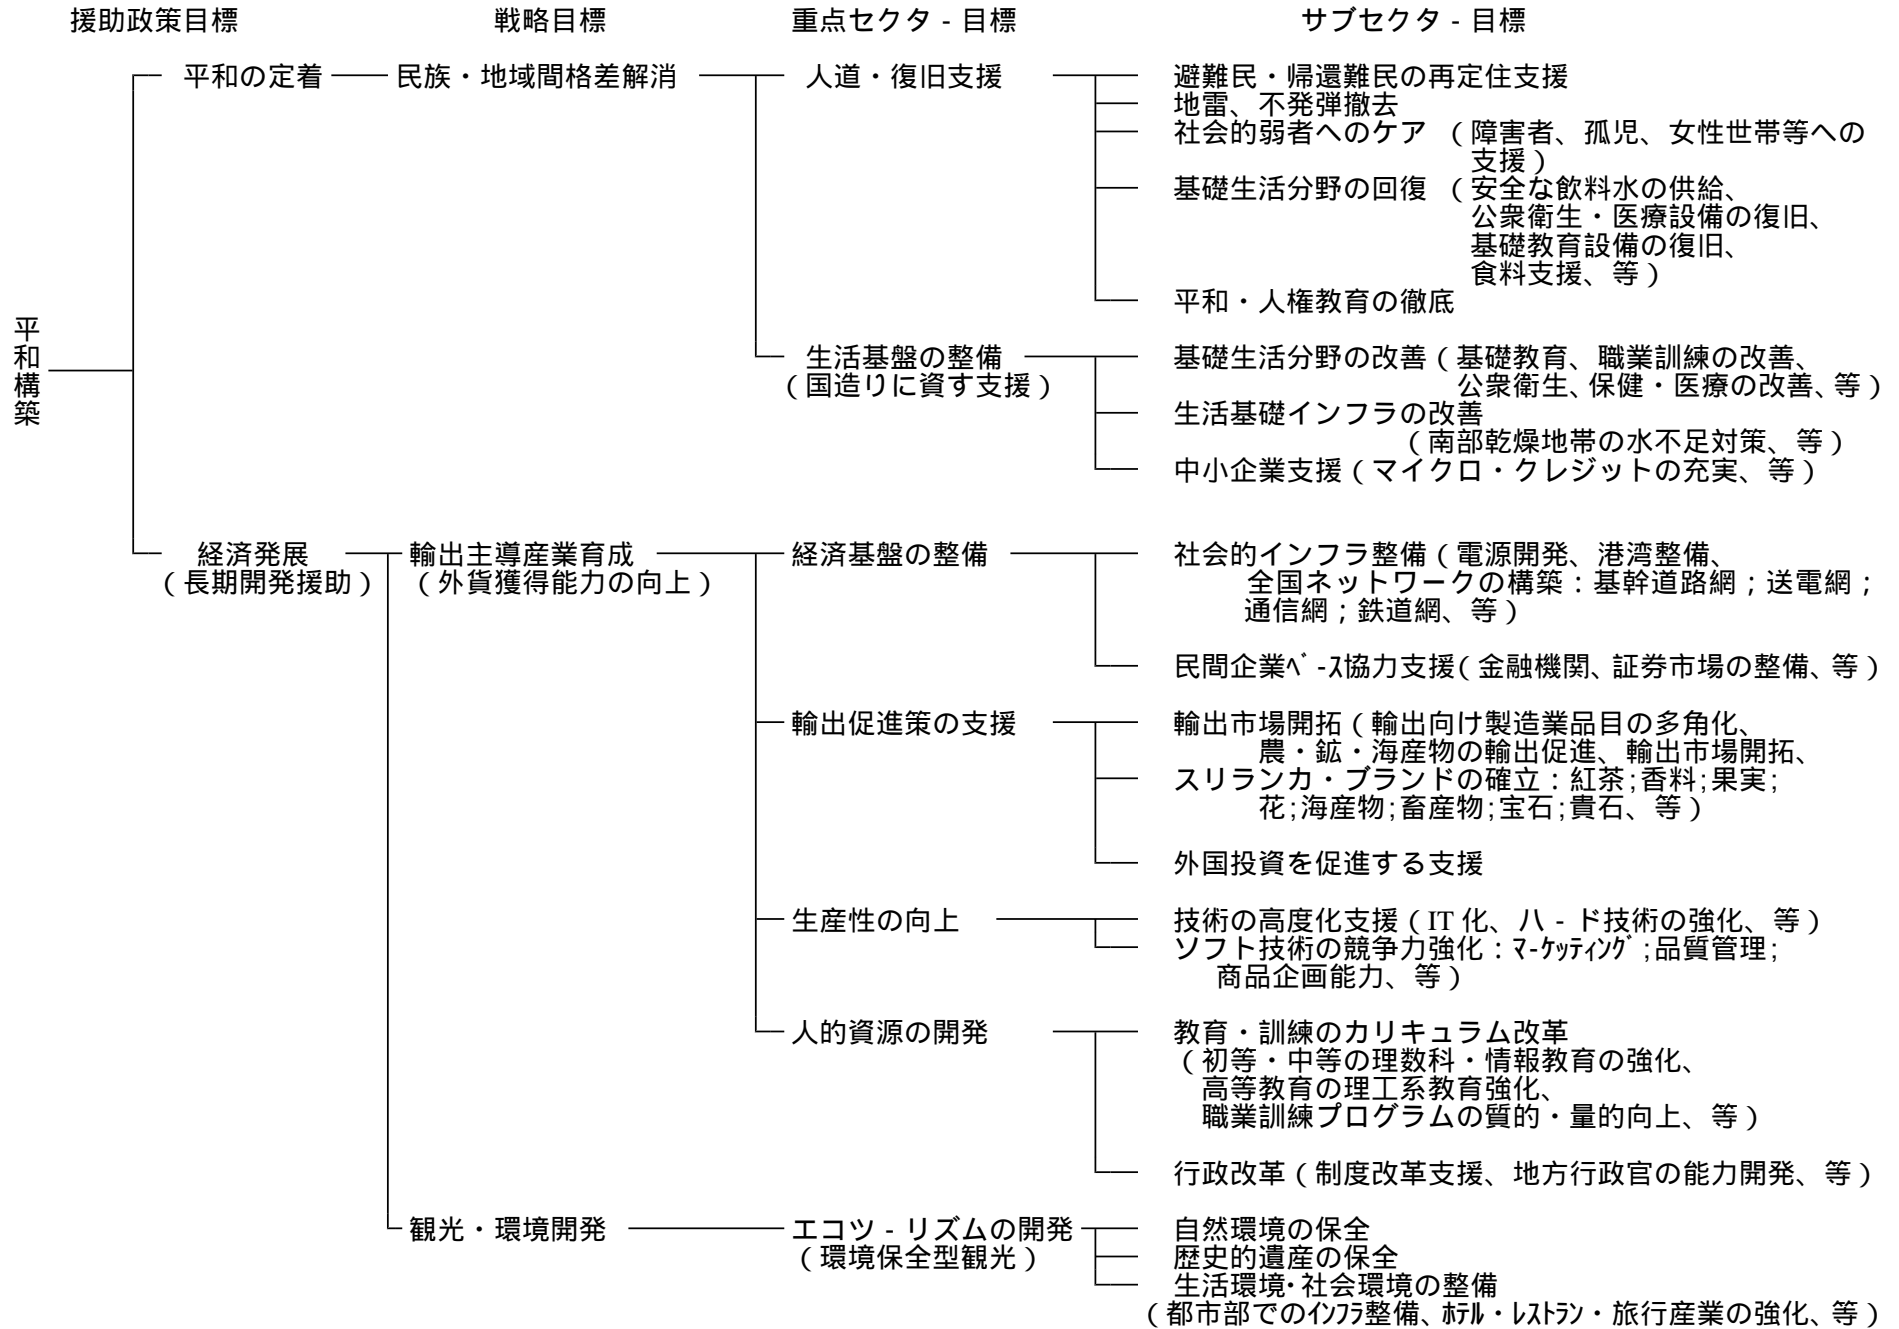 援助政策目標 戦略目標 重点セクタ - 目標 サブセクタ - 目標
平和の定着 民族・地域間格差解消 人道・復旧支援 避難民・帰還難民の再定住支援
地雷、不発弾撤去
社会的弱者へのケア （障害者、孤児、女性世帯等への
支援）
基礎生活分野の回復 （安全な飲料水の供給、
公衆衛生・医療設備の復旧、
基礎教育設備の復旧、
食料支援、等）
平和・人権教育の徹底
平和構築
生活基盤の整備 基礎生活分野の改善（基礎教育、職業訓練の改善、
（国造りに資す支援） 公衆衛生、保健・医療の改善、等）
生活基礎インフラの改善
（南部乾燥地帯の水不足対策、等）
中小企業支援（マイクロ・クレジットの充実、等）
経済発展 輸出主導産業育成 経済基盤の整備 社会的インフラ整備（電源開発、港湾整備、
（長期開発援助） （外貨獲得能力の向上） 全国ネットワークの構築：基幹道路網；送電網；
通信網；鉄道網、等）
民間企業ﾍﾞ-ｽ協力支援（金融機関、証券市場の整備、等）
輸出促進策の支援 輸出市場開拓（輸出向け製造業品目の多角化、
農・鉱・海産物の輸出促進、輸出市場開拓、
スリランカ・ブランドの確立：紅茶;香料;果実;
花;海産物;畜産物;宝石;貴石、等）
外国投資を促進する支援
生産性の向上 技術の高度化支援（IT 化、ハ - ド技術の強化、等）
ソフト技術の競争力強化：ﾏ-ｹｯﾃｨﾝｸﾞ;品質管理;
商品企画能力、等）
人的資源の開発 教育・訓練のカリキュラム改革
（初等・中等の理数科・情報教育の強化、
高等教育の理工系教育強化、
職業訓練プログラムの質的・量的向上、等）
行政改革（制度改革支援、地方行政官の能力開発、等）
観光・環境開発 エコツ - リズムの開発 自然環境の保全
（環境保全型観光） 歴史的遺産の保全
生活環境・社会環境の整備
（都市部でのｲﾝﾌﾗ整備、ﾎﾃﾙ・ﾚｽﾄﾗﾝ・旅行産業の強化、等）